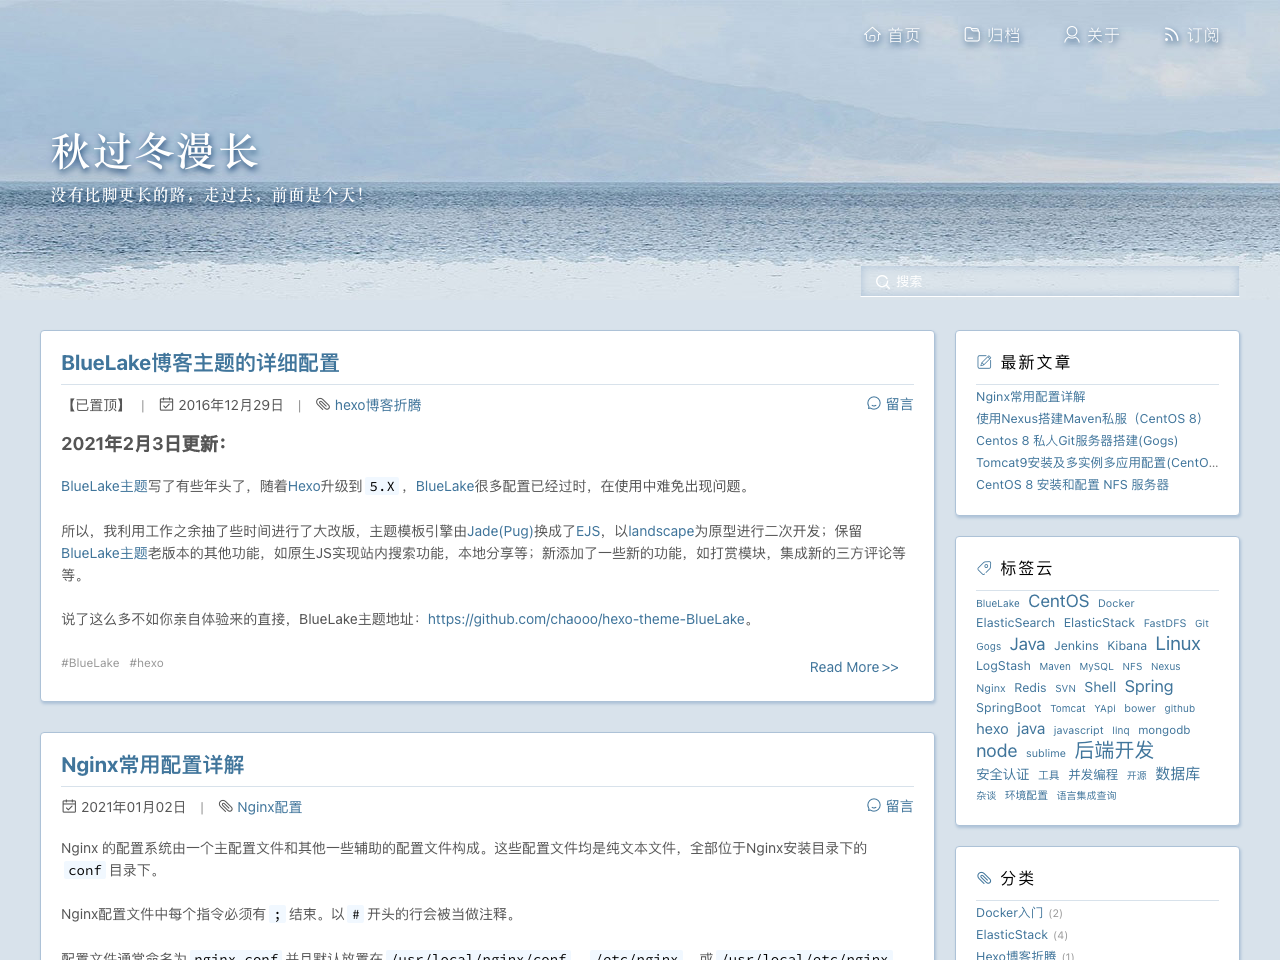 首页 归档 关于 订阅
秋过冬漫长
没有比脚更长的路，走过去，前面是个天！
搜索
BlueLake博客主题的详细配置
【已置顶】 | 2016年12月29日 | hexo博客折腾 留言
2021年2月3日更新：
BlueLake主题写了有些年头了，随着Hexo升级到 5.X ，BlueLake很多配置已经过时，在使用中难免出现问题。
所以，我利用工作之余抽了些时间进行了大改版，主题模板引擎由Jade(Pug)换成了EJS，以landscape为原型进行二次开发；保留
BlueLake主题老版本的其他功能，如原生JS实现站内搜索功能，本地分享等；新添加了一些新的功能，如打赏模块，集成新的三方评论等
等。
说了这么多不如你亲自体验来的直接，BlueLake主题地址：https://github.com/chaooo/hexo-theme-BlueLake。
#BlueLake #hexo
Read More >>
Nginx常用配置详解
2021年01月02日 | Nginx配置 留言
Nginx 的配置系统由一个主配置文件和其他一些辅助的配置文件构成。这些配置文件均是纯文本文件，全部位于Nginx安装目录下的
conf 目录下。
Nginx配置文件中每个指令必须有 ; 结束。以 # 开头的行会被当做注释。
配置文件通常命名为 nginx.conf 并且默认放置在 /usr/local/nginx/conf ， /etc/nginx ，或 /usr/local/etc/nginx
最新文章
Nginx常用配置详解
使用Nexus搭建Maven私服（CentOS 8）
Centos 8 私人Git服务器搭建(Gogs)
Tomcat9安装及多实例多应用配置(CentO...
CentOS 8 安装和配置 NFS 服务器
标签云
BlueLake CentOS Docker
ElasticSearch ElasticStack FastDFS Git
Gogs Java Jenkins Kibana Linux
LogStash Maven MySQL NFS Nexus
Nginx Redis SVN Shell Spring
SpringBoot Tomcat YApi bower github
hexo java javascript linq mongodb
node sublime 后端开发
安全认证 工具 并发编程 开源 数据库
杂谈 环境配置 语言集成查询
分类
Docker入门 (2)
ElasticStack (4)
Hexo博客折腾 (1)